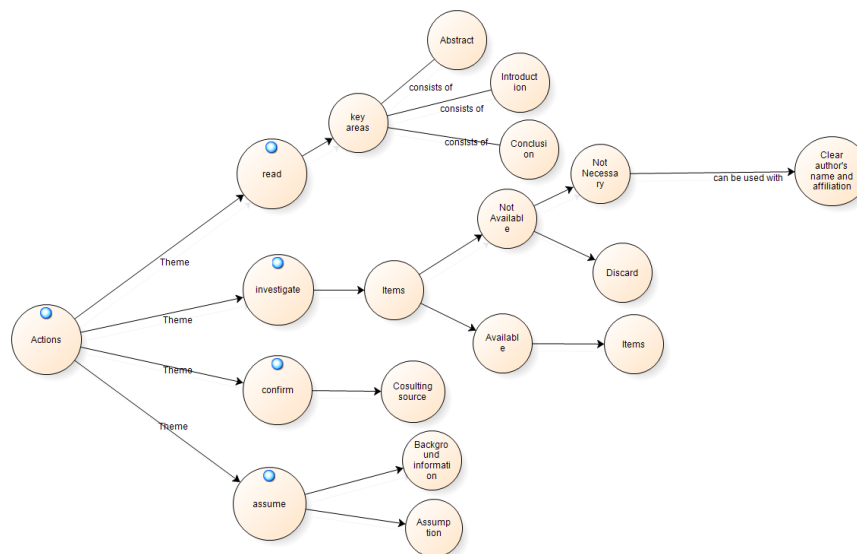 Abstract
consists of
Introduct
ion
consists of
key
areas
consists of
Conclusi
on
read
Not
Necessa
ry
can be used with
Clear
author's
name and
affiliation
Not
Availabl
e
Theme
investigate
Items
Discard
Theme
Actions
Availabl
e
Items
Theme
confirm
Cosulting
source
Theme
Backgro
und
informati
on
assume
Assump
tion